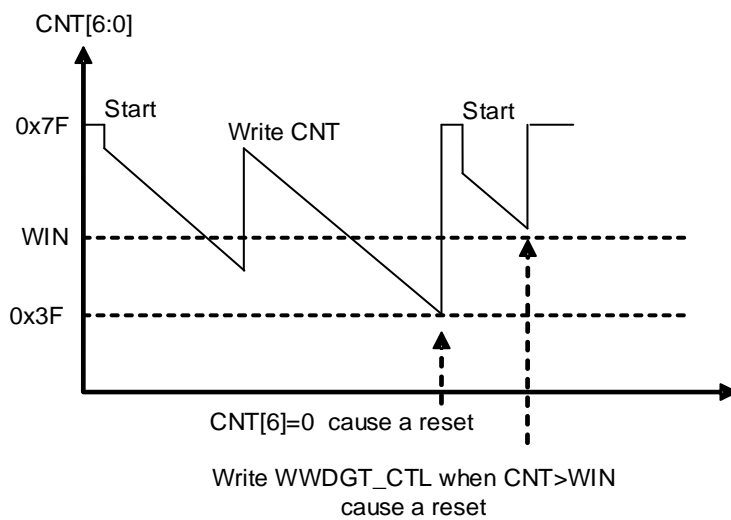 CNT[6:0]
Start
Start
0x7F
Write CNT
WIN
0x3F
CNT[6]=0 cause a reset
Write WWDGT_CTL when CNT>WIN
cause a reset